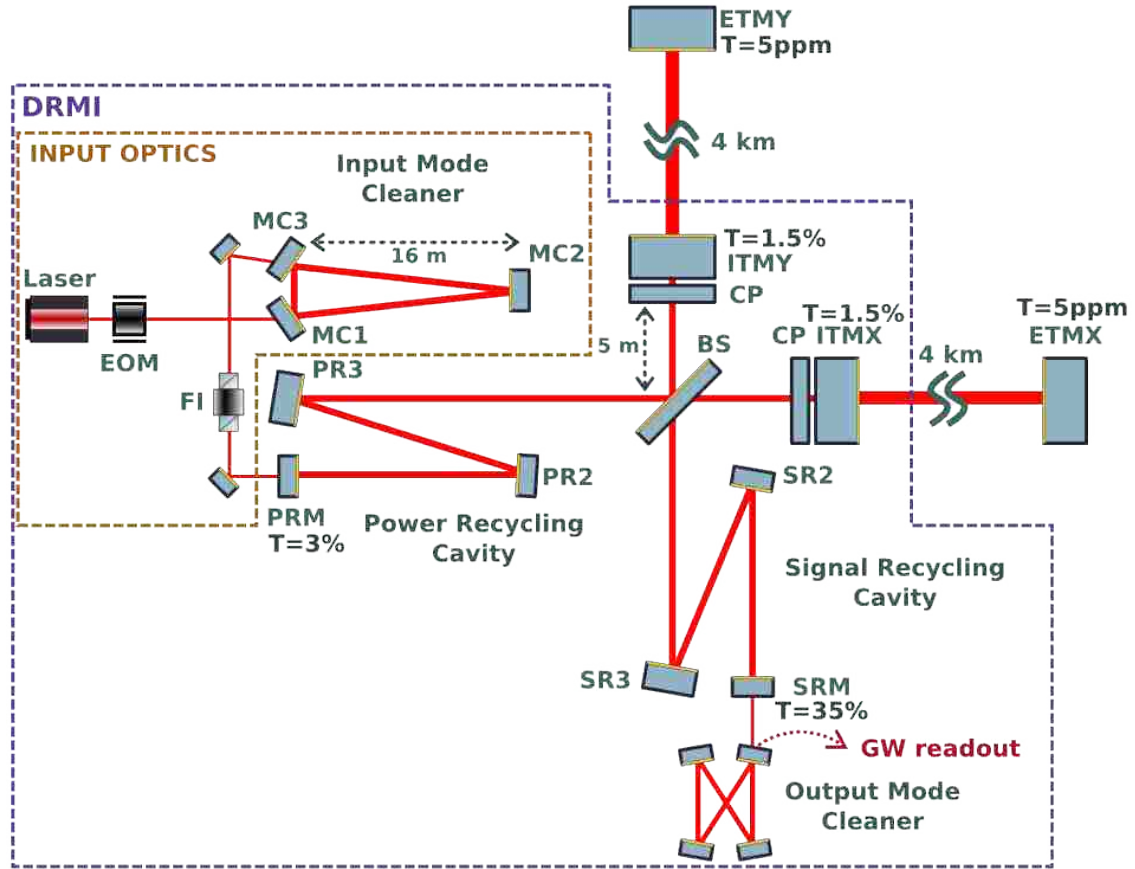 ETMY
T=5ppm
DRMI
INPUT OPTICS
4 km
Input Mode
Cleaner
MC3
16 m
MC2
T=1.5%
ITMY
Laser
CP
T=1.5%
T=5ppm
EOM
MC1
5 m
BS
CP ITMX
ETMX
PR3
4 km
FI
PR2
SR2
PRM
T=3%
Power Recycling
Cavity
Signal Recycling
Cavity
SR3
SRM
T=35%
GW readout
Output Mode
Cleaner